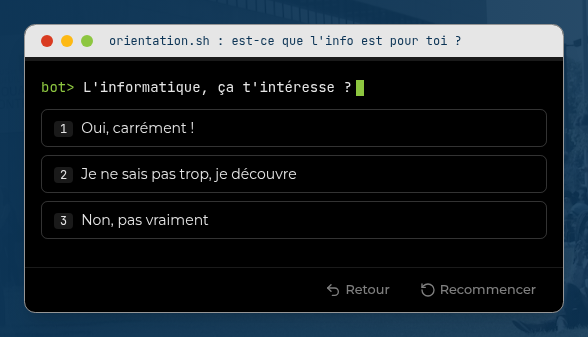 orientation.sh : est-ce que l'info est pour toi ?
bot> L'informatique, ça t'intéresse ?
1 Oui, carrément !
2 Je ne sais pas trop, je découvre
3 Non, pas vraiment
Retour Recommencer